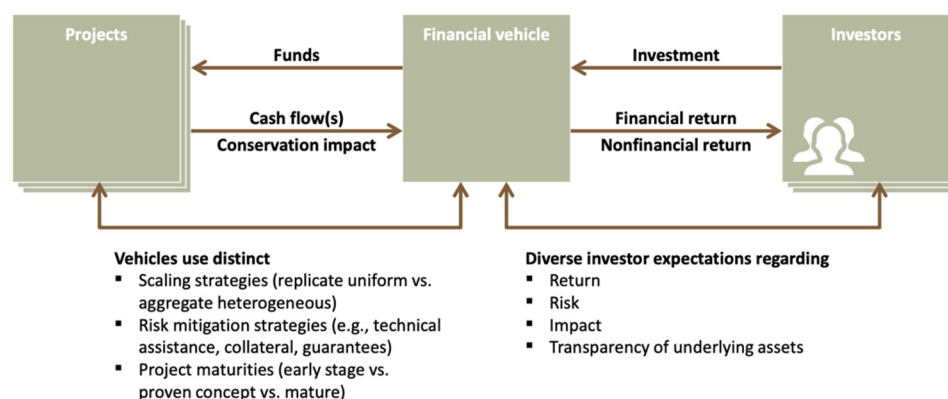 Projects
Financial vehicle
Investors
Funds
Investment
Cash flow(s)
Conservation impact
Financial return
Nonfinancial return
Vehicles use distinct
▪ Scaling strategies (replicate uniform vs.
aggregate heterogeneous)
▪ Risk mitigation strategies (e.g., technical
assistance, collateral, guarantees)
▪ Project maturities (early stage vs.
proven concept vs. mature)
Diverse investor expectations regarding
▪ Return
▪ Risk
▪ Impact
▪ Transparency of underlying assets